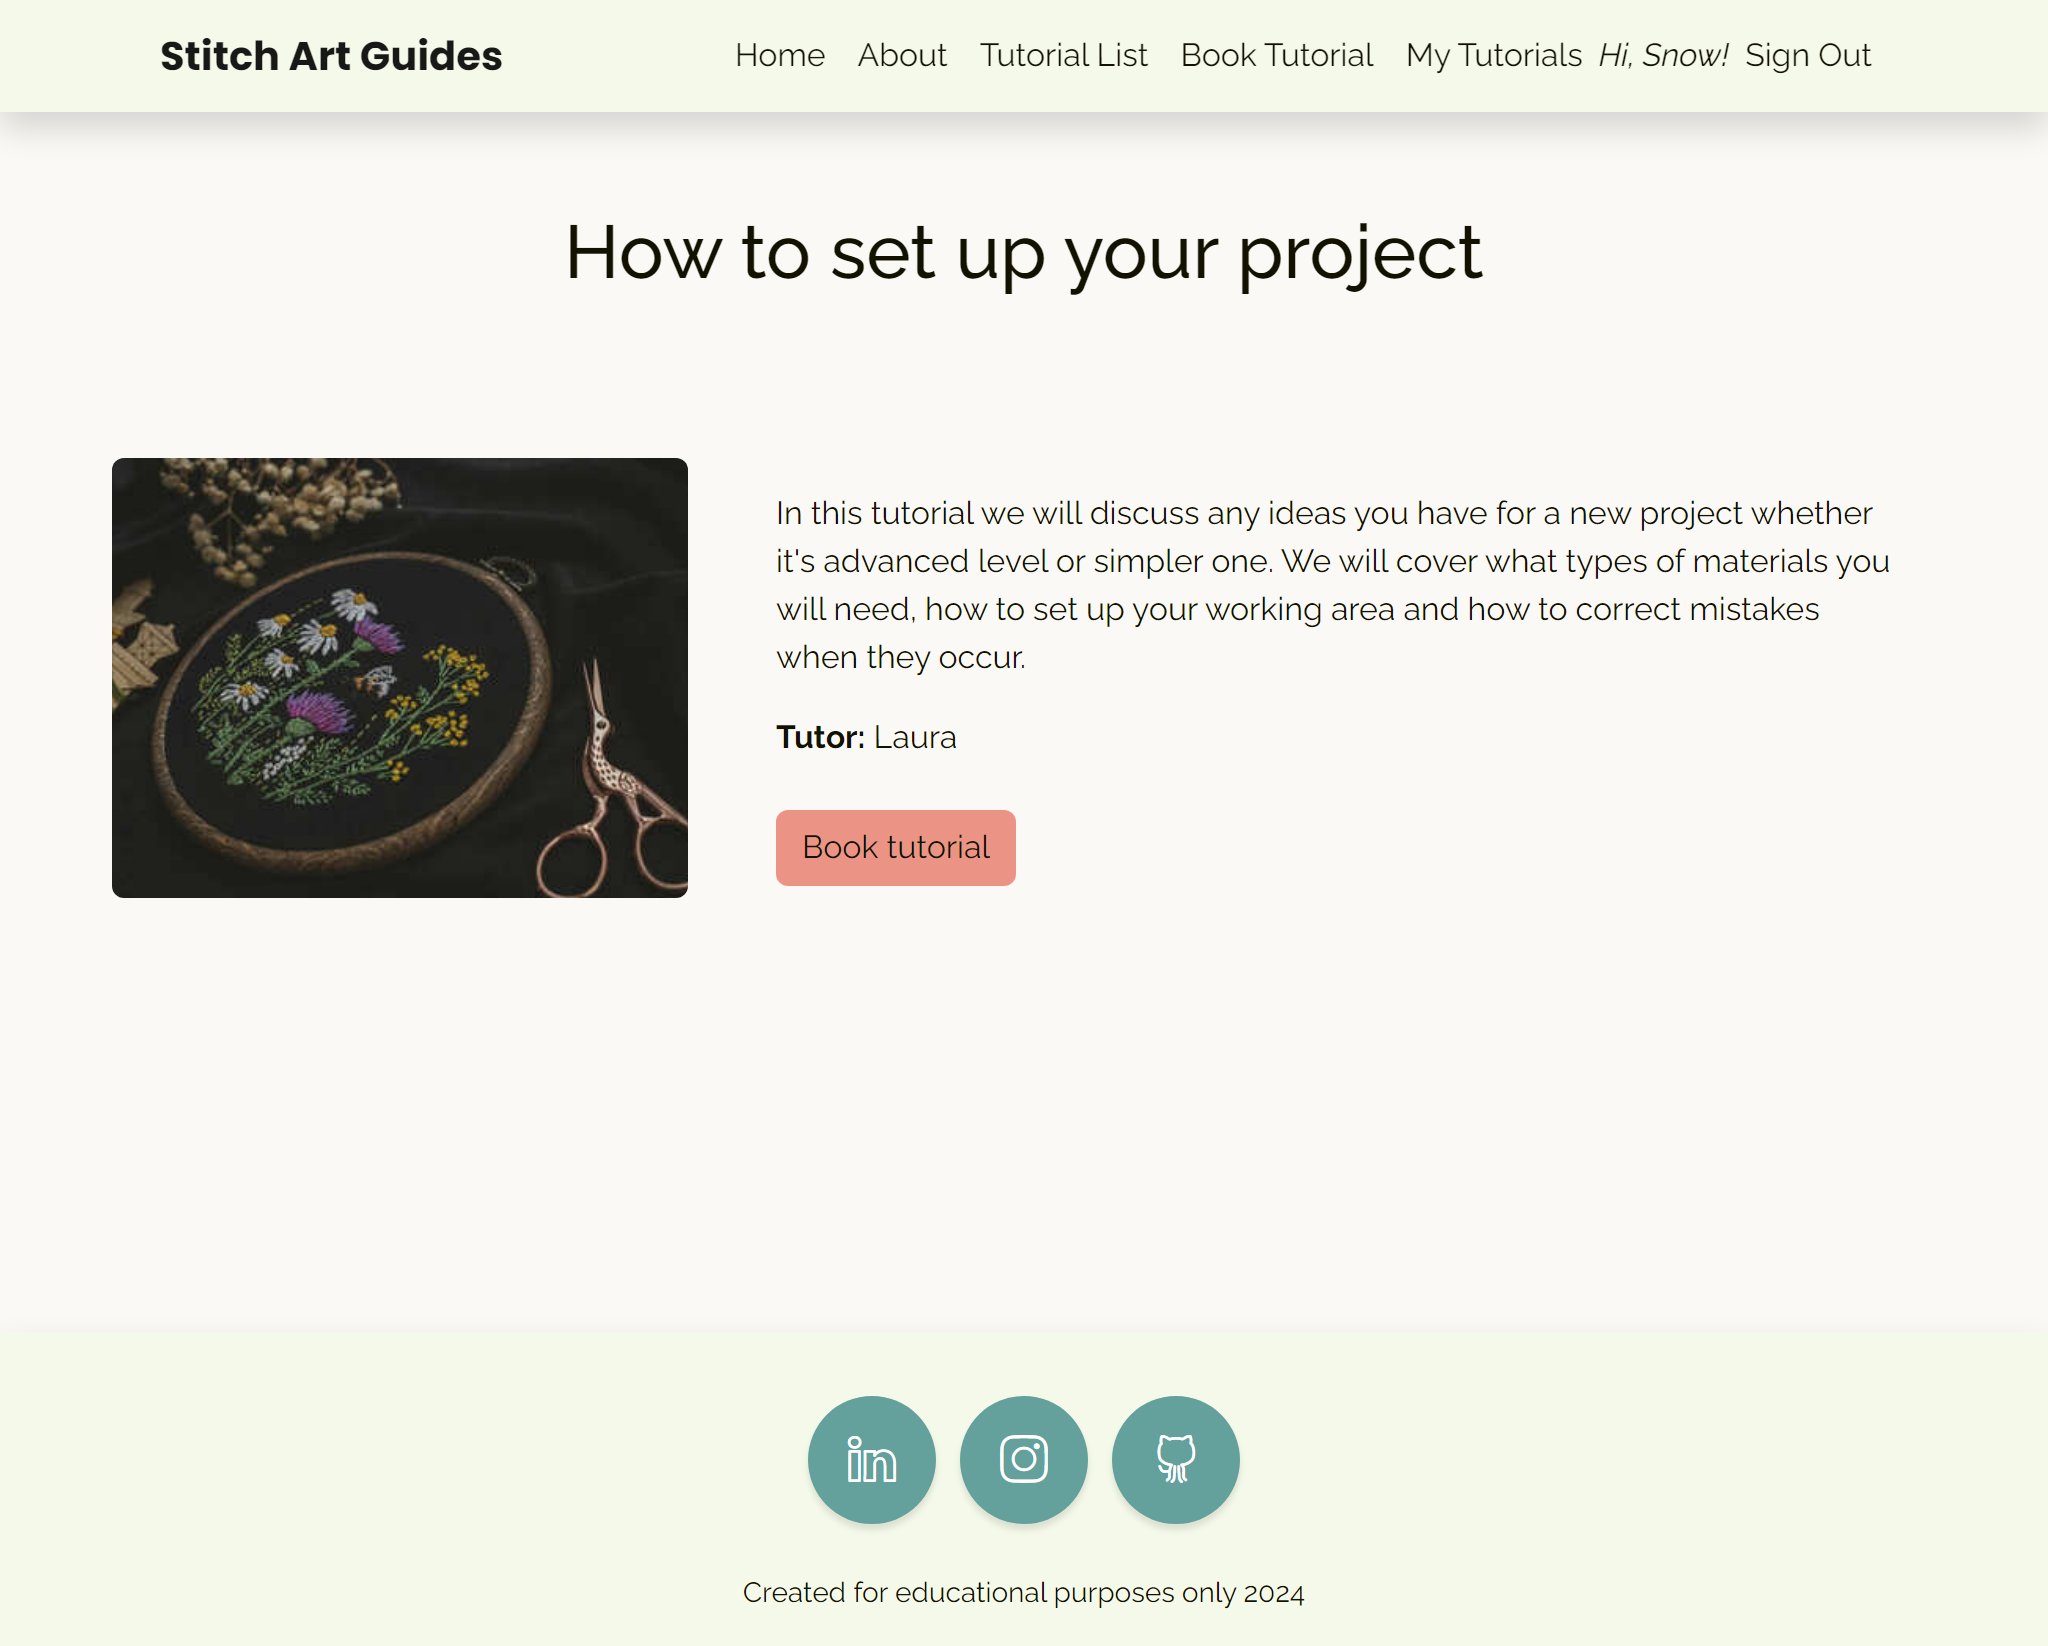 Stitch Art Guides
Home About Tutorial List Book Tutorial My Tutorials Hi, Snow! Sign Out
How to set up your project
In this tutorial we will discuss any ideas you have for a new project whether
it's advanced level or simpler one. We will cover what types of materials you
will need, how to set up your working area and how to correct mistakes
when they occur.
Tutor: Laura
Book tutorial
in
Created for educational purposes only 2024